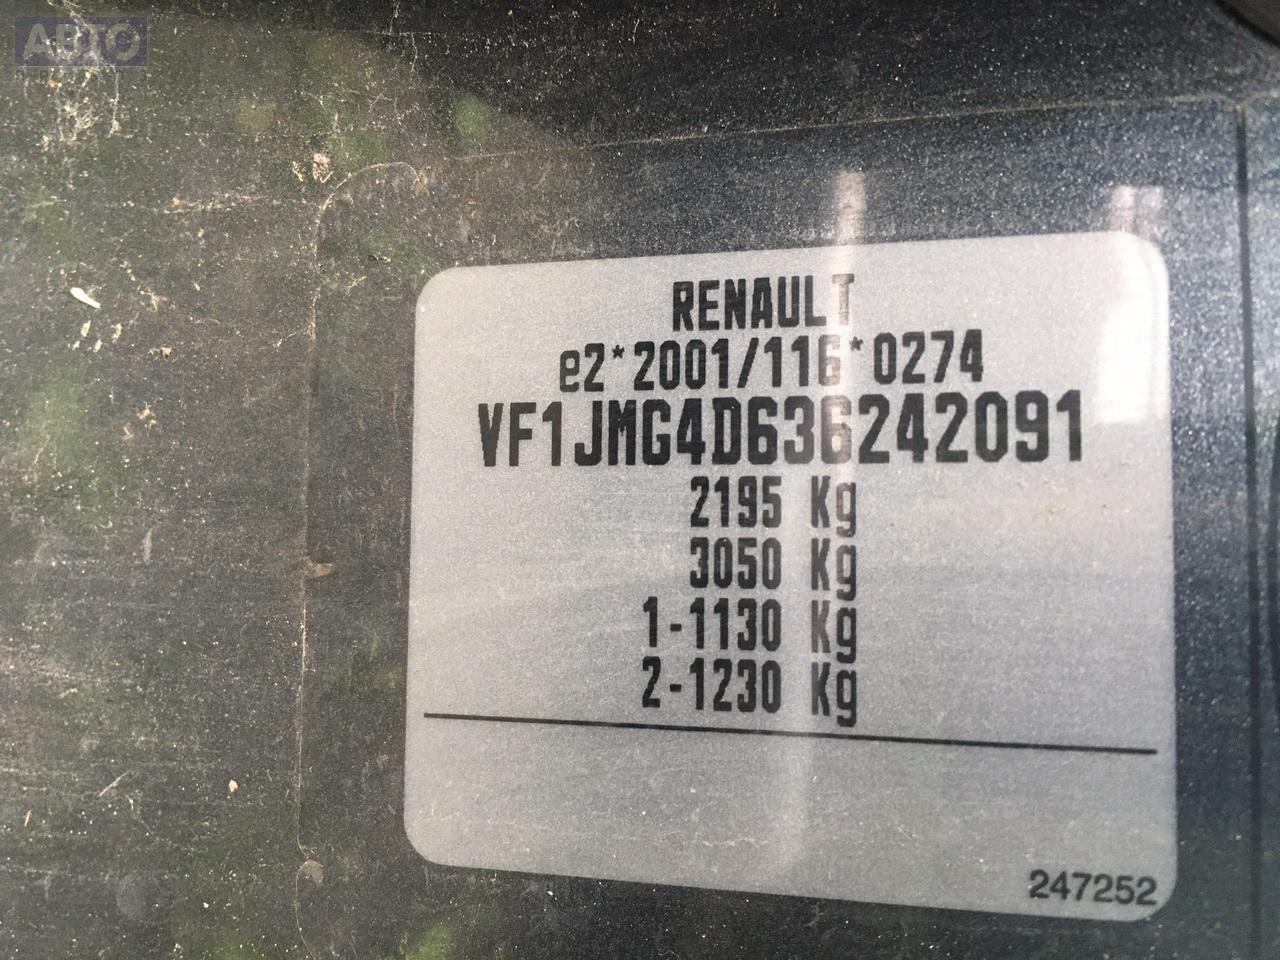 АВТО
RENAULT
e2*2001/116*0274
VF1JMG4D636242091
2195 Kg
3050 Kg
1-1130 Kg
2-1230 Kg
247252